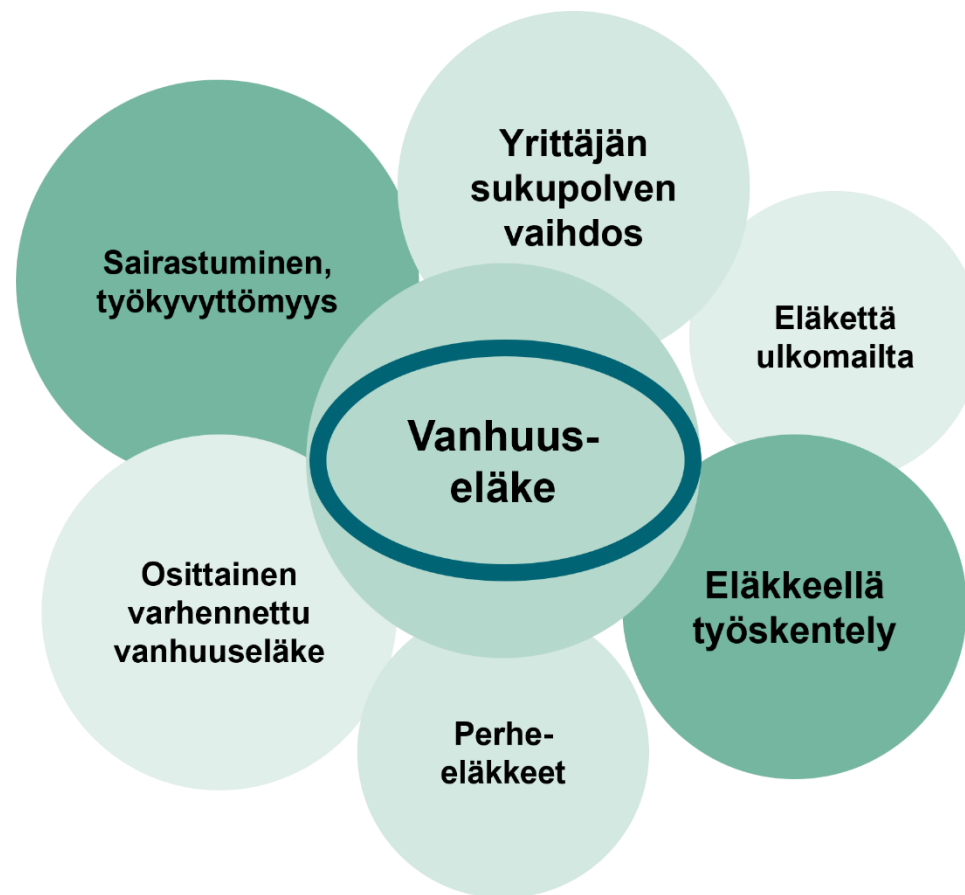 Yrittäjän
sukupolven
vaihdos
Sairastuminen,
työkyvyttömyys
Eläkettä
ulkomailta
Vanhuus-
eläke
Osittainen
varhennettu
vanhuuseläke
Eläkkeellä
työskentely
Perhe-
eläkkeet